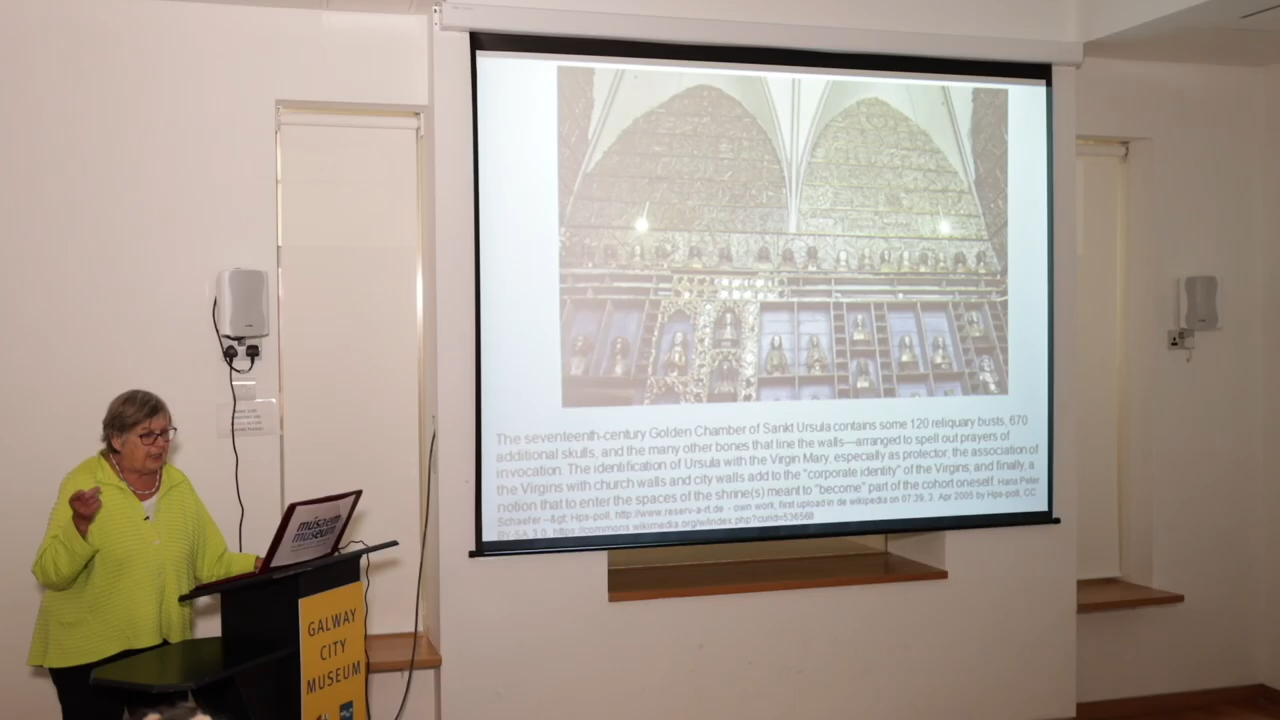 The seventeenth-century Golden Chamber of Sankt Ursula contains some 120 reliquary busts, 670
additional skulls, and the many other bones that line the walls—arranged to spell out prayers of
invocation. The identification of Ursula with the Virgin Mary, especially as protector, the association of
the Virgins with church walls and city walls add to the "corporate identity" of the Virgins, and finally, a
notion that to enter the spaces of the shrine(s) meant to "become" part of the cohort oneself. Hans Peter
Schaefer --&gt; Hps-poll, http://www.reserv-a-rt.de - own work, first upload in de.wikipedia on 07:39, 3. Apr 2005 by Hps-poll, CC
BY-SA 3.0, https://commons.wikimedia.org/w/index.php?curid=536568
músaem
museum
GALWAY
CITY
MUSEUM